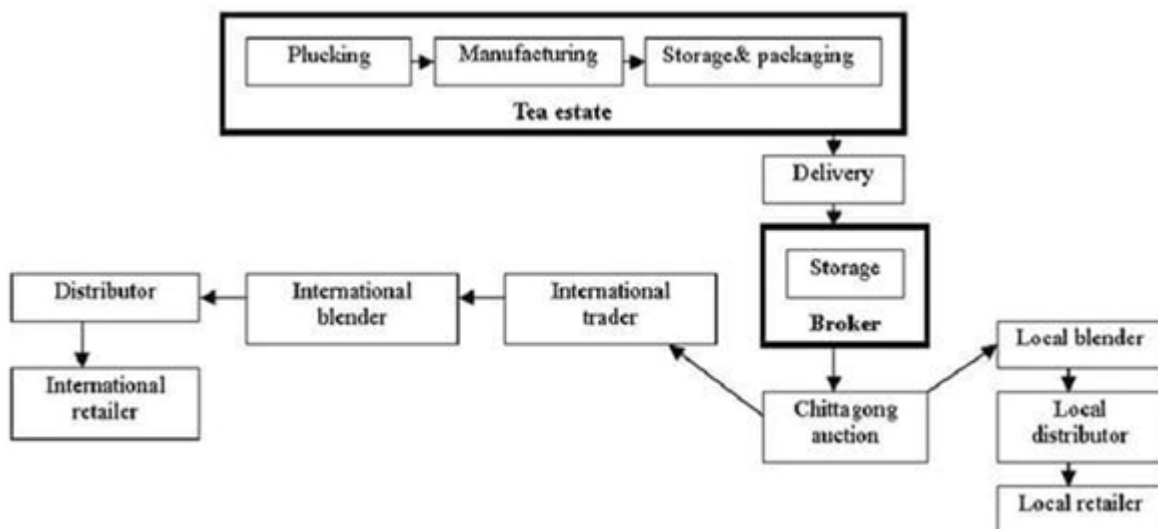 Plucking
Manufacturing
Storage& packaging
Tea estate
Delivery
Storage
Broker
Distributor
International
blender
International
trader
Local blender
International
retailer
Chittagong
auction
Local
distributor
Local retailer